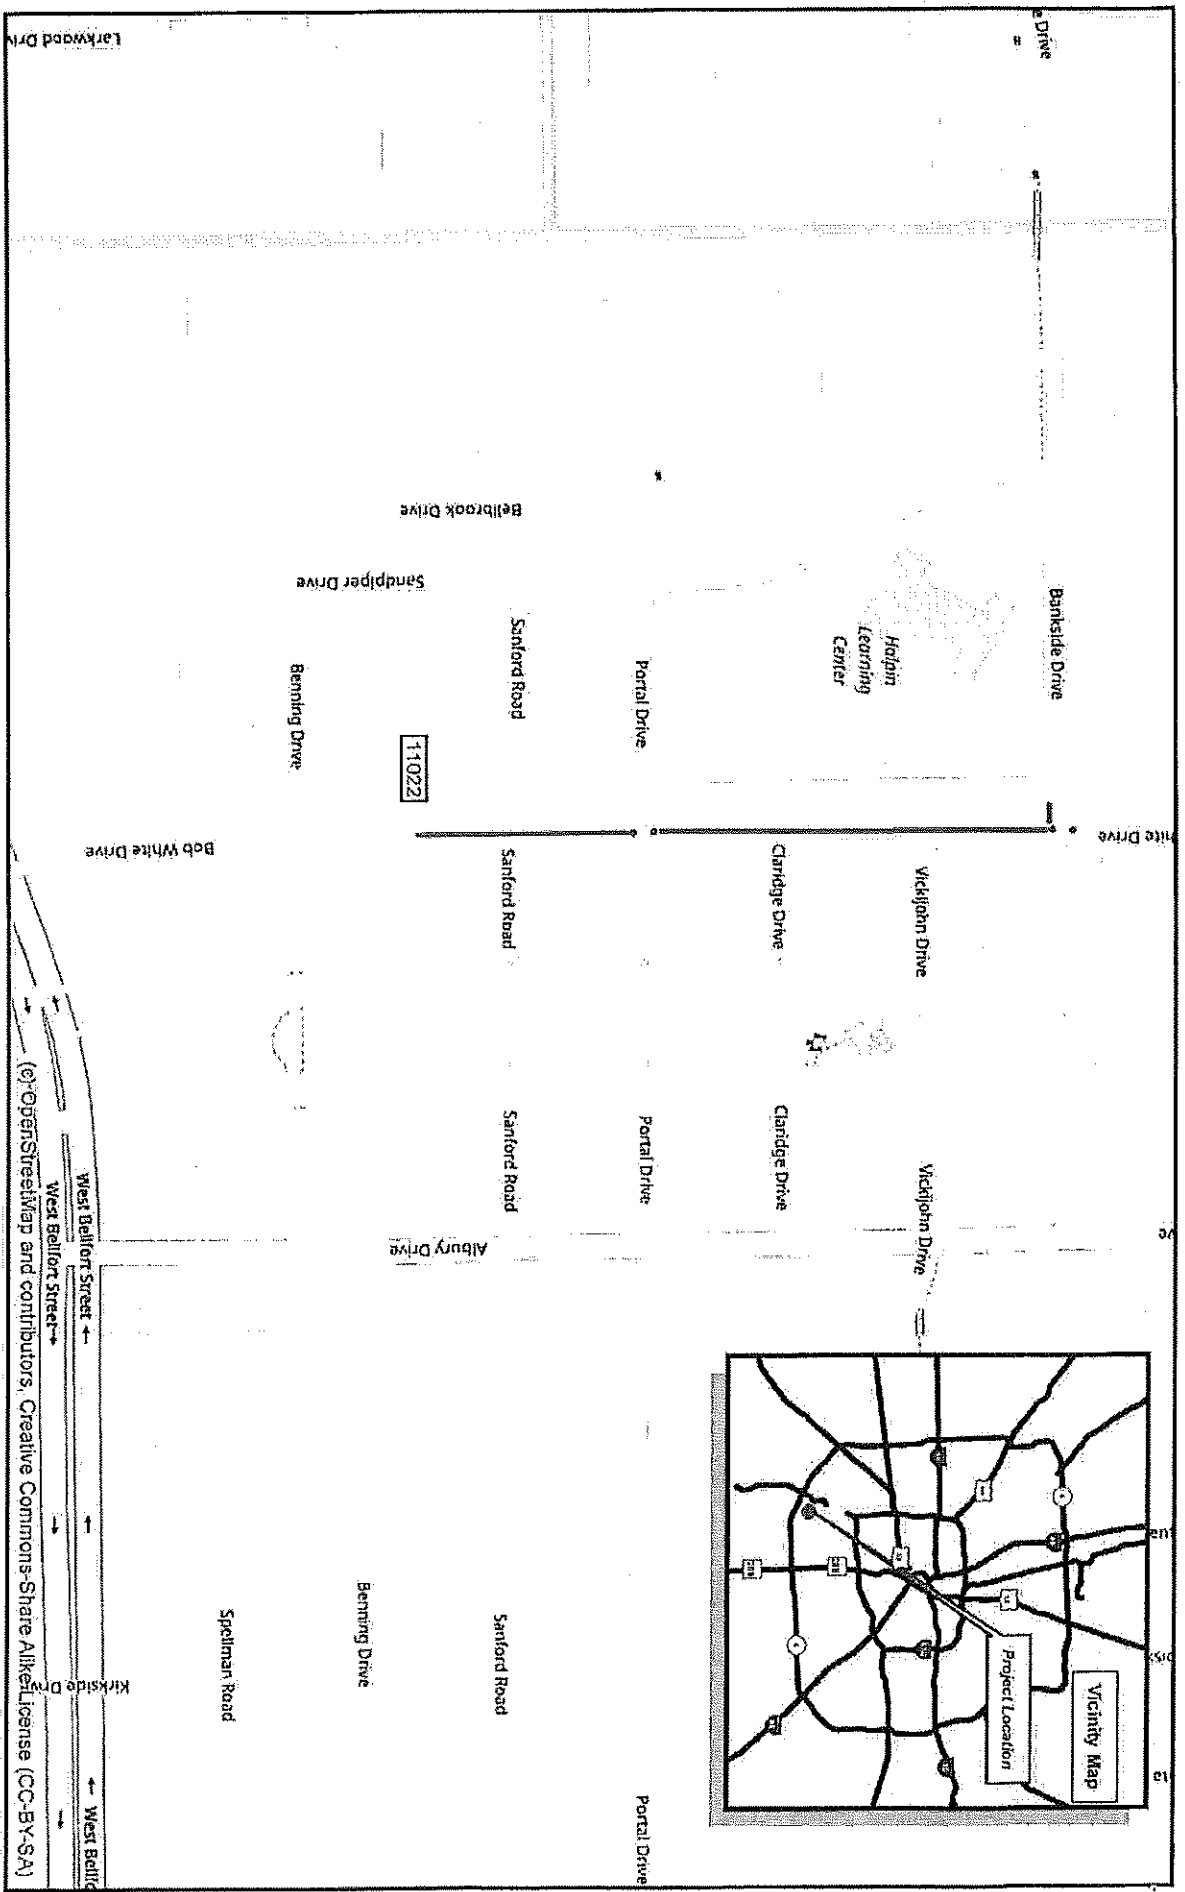 Vicinity Map
Project Location
e Drive
Bankside Drive
ite Drive
Halpin
Learning
Center
Vickijohn Drive
Vickijohn Drive
Claridge Drive
Claridge Drive
Portal Drive
Portal Drive
Portal Drive
Bellbrook Drive
Sanford Road
Sanford Road
Sanford Road
Sanford Road
Sandpiper Drive
11022
Albury Drive
Benning Drive
Benning Drive
Bob White Drive
Spellman Road
Larkwood Driv
Kirkside Driv
West Bellfort Street
West Bellfort Street
West Bellfo
(c) OpenStreetMap and contributors, Creative Commons-Share Alike License (CC-BY-SA)